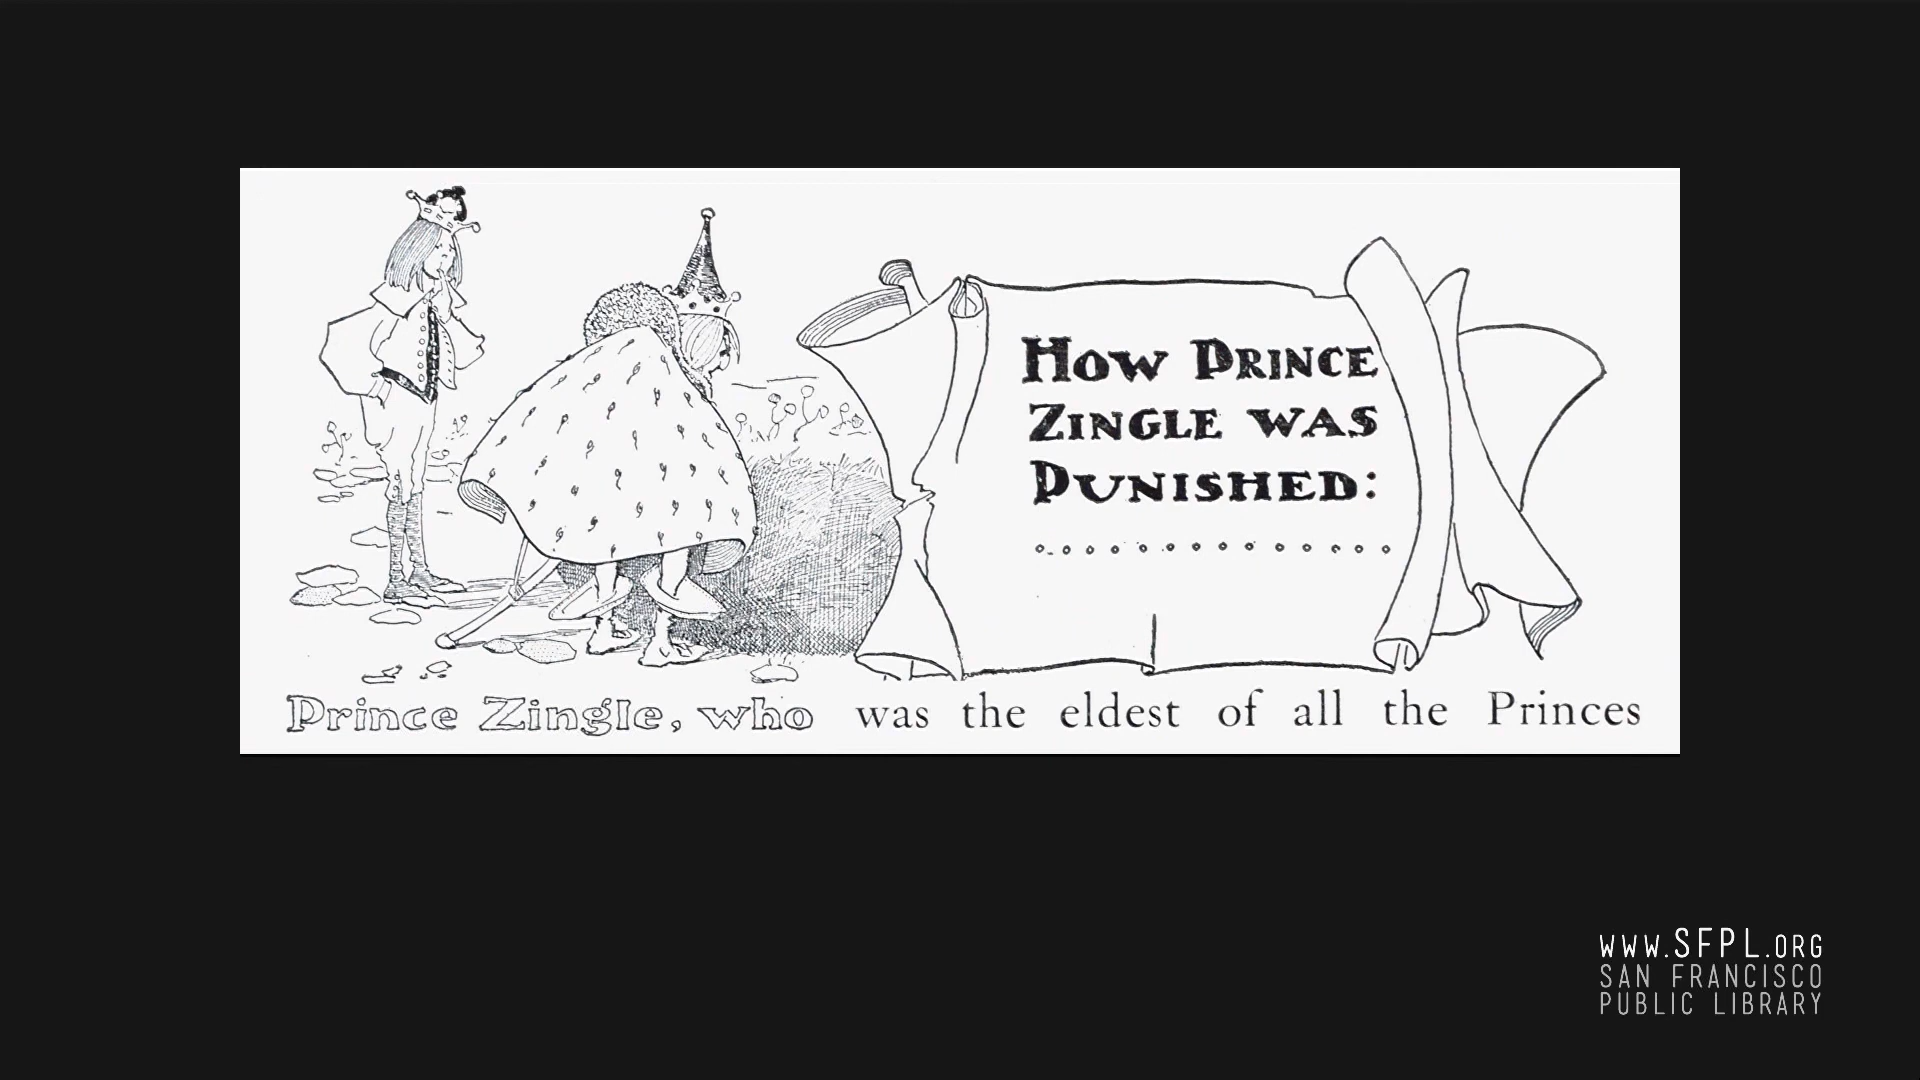 HOW PRINCE
ZINGLE WAS
PUNISHED:
Prince Zingle, who was the eldest of all the Princes
WWW.SFPL.ORG
SAN FRANCISCO
PUBLIC LIBRARY